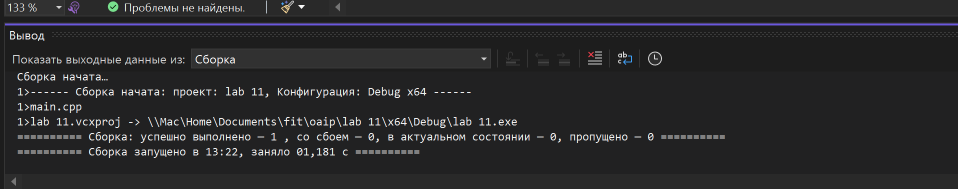 133 %
Проблемы не найдены.
Вывод
Показать выходные данные из: Сборка
Сборка начата…
1>------ Сборка начата: проект: lab 11, Конфигурация: Debug x64 ------
1>main.cpp
1>lab 11.vcxproj -> \\Mac\Home\Documents\fit\oaip\lab 11\x64\Debug\lab 11.exe
========== Сборка: успешно выполнено — 1 , со сбоем — 0, в актуальном состоянии — 0, пропущено — 0 ==========
========== Сборка запущено в 13:22, заняло 01,181 с ==========